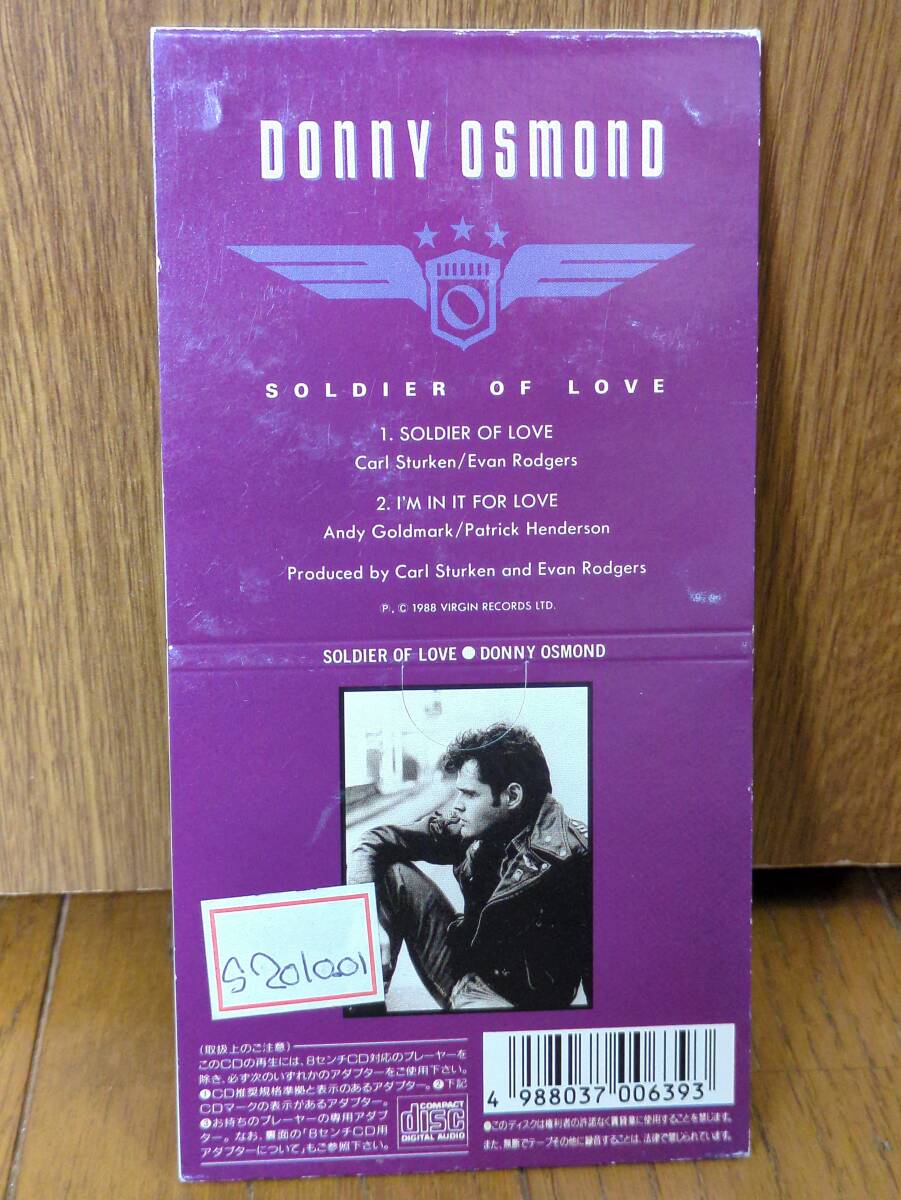 DONNY OSMOND
SOLDIER OF LOVE
1. SOLDIER OF LOVE
Carl Sturken/Evan Rodgers
2. I'M IN IT FOR LOVE
Andy Goldmark/Patrick Henderson
Produced by Carl Sturken and Evan Rodgers
Ⓟ, © 1988 VIRGIN RECORDS LTD.
SOLDIER OF LOVE●DONNY OSMOND
S201001
(取扱上のご注意)
このCDの再生には、8センチCD対応のプレーヤーを
除き、必ず次のいずれかのアダプターをご使用下さい。
❶CD推奨規格準拠と表示のあるアダプター。❷下記
CDマークの表示があるアダプター。
❸お持ちのプレーヤーの専用アダプ
ター。なお、裏面の「8センチCD用
アダプターについて」もご参照下さい。
COMPACT
disc
DIGITAL AUDIO
4 988037 006393
●このディスクは権利者の許諾なく賃貸業に使用することを禁じます。
また、無断でテープその他に録音することは、法律で禁じられています。